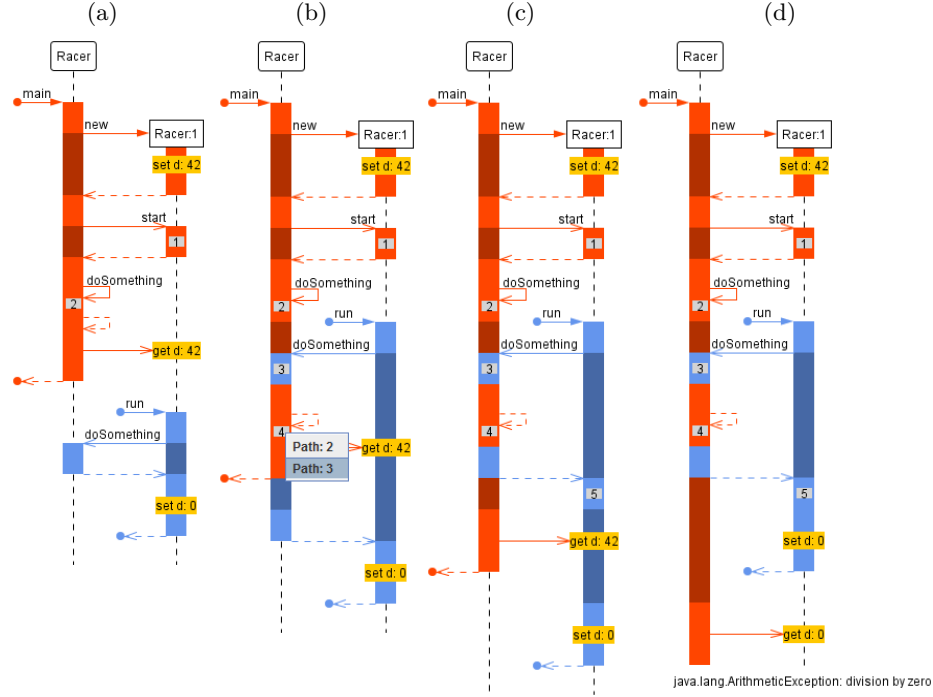 (a)
(b)
(c)
(d)
Racer
main
new
Racer:1
set d: 42
start
1
doSomething
2
get d: 42
run
doSomething
set d: 0
Racer
main
new
Racer:1
set d: 42
start
1
doSomething
2
run
doSomething
3
4
Path: 2
Path: 3
get d: 42
set d: 0
Racer
main
new
Racer:1
set d: 42
start
1
doSomething
2
run
doSomething
3
4
5
get d: 42
set d: 0
Racer
main
new
Racer:1
set d: 42
start
1
doSomething
2
run
doSomething
3
4
5
set d: 0
get d: 0
java.lang.ArithmeticException: division by zero